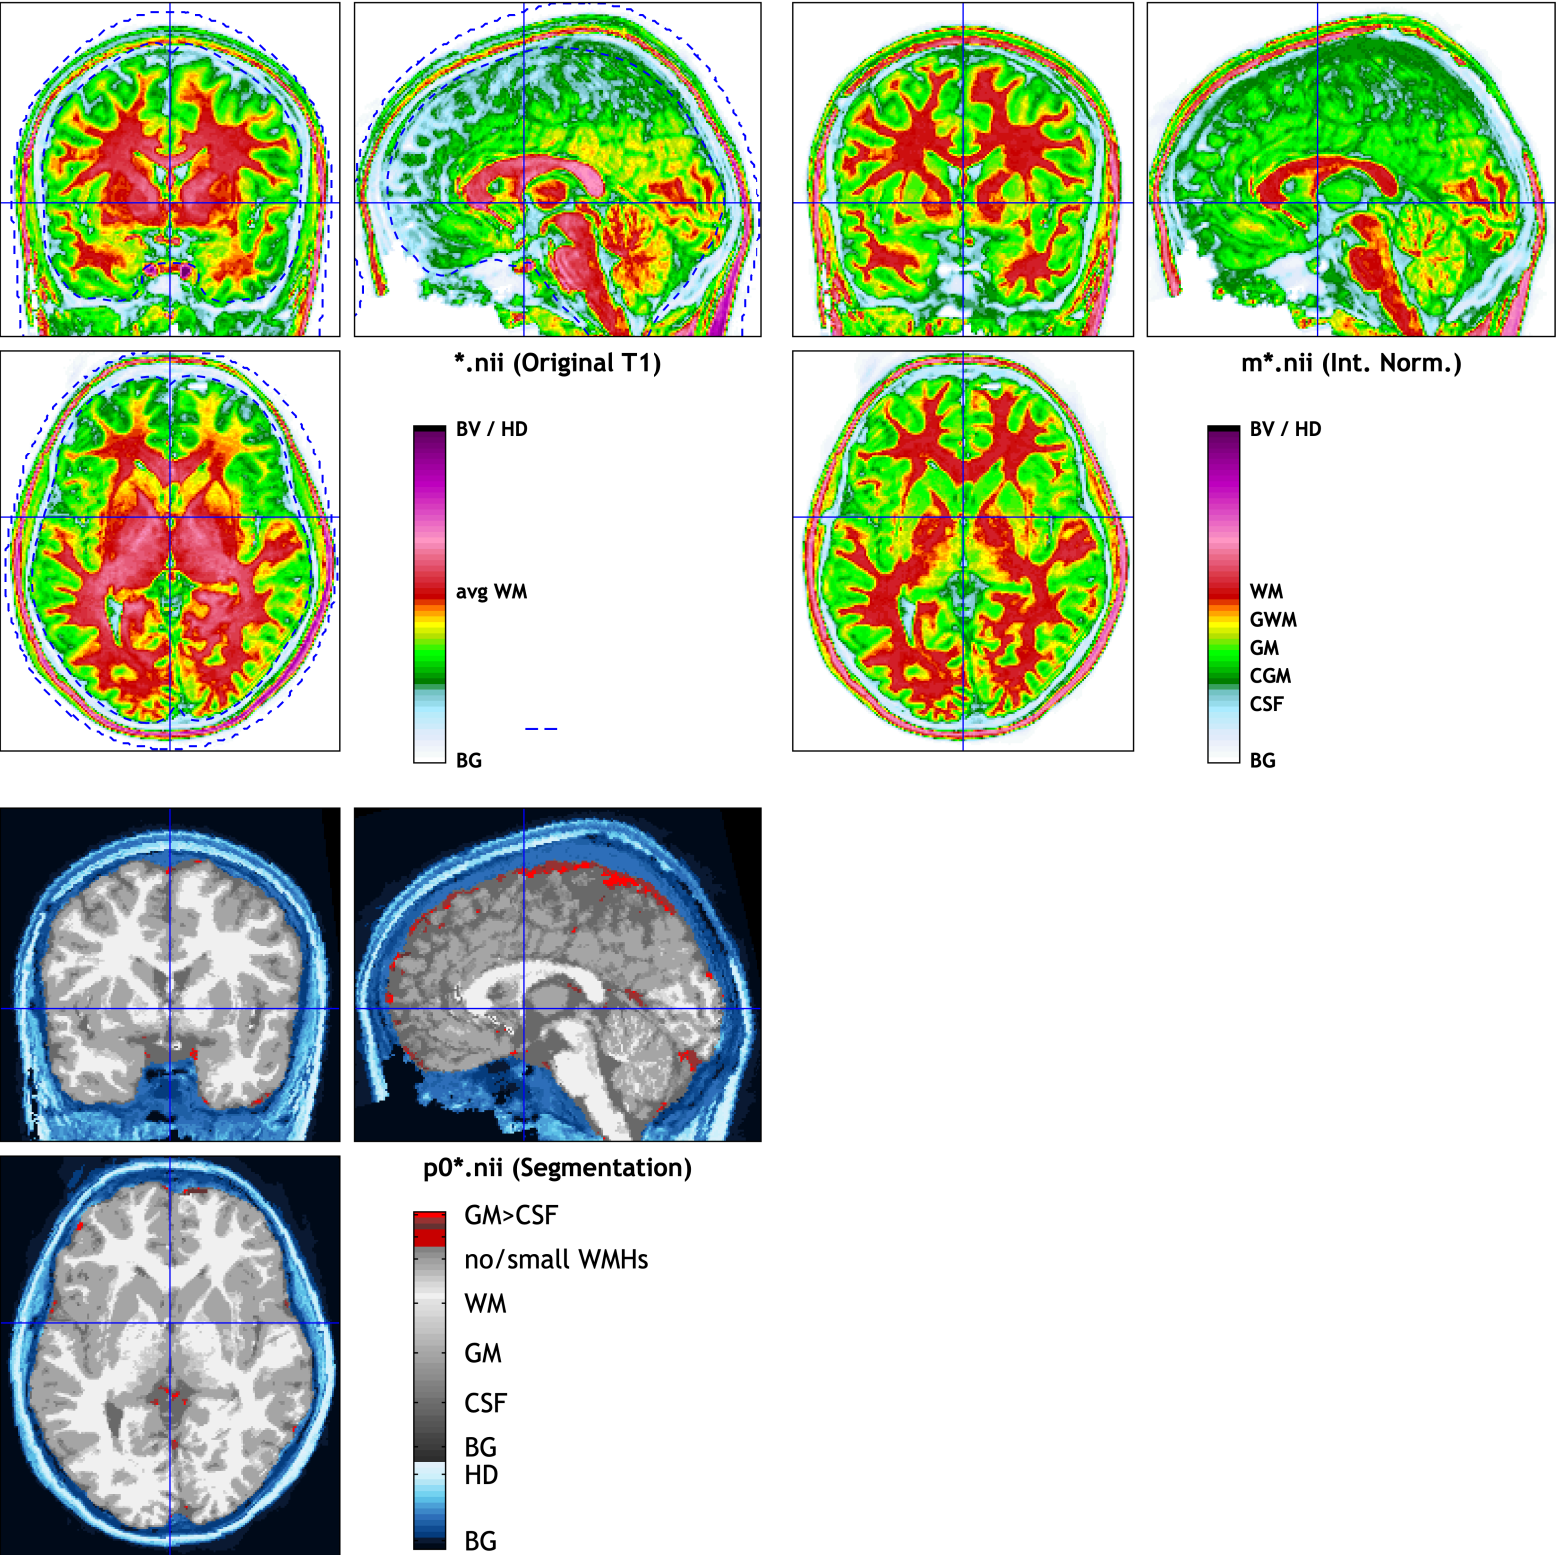 *.nii (Original T1)
BV / HD
avg WM
BG
m*.nii (Int. Norm.)
BV / HD
WM
GWM
GM
CGM
CSF
BG
p0*.nii (Segmentation)
GM>CSF
no/small WMHs
WM
GM
CSF
BG
HD
BG